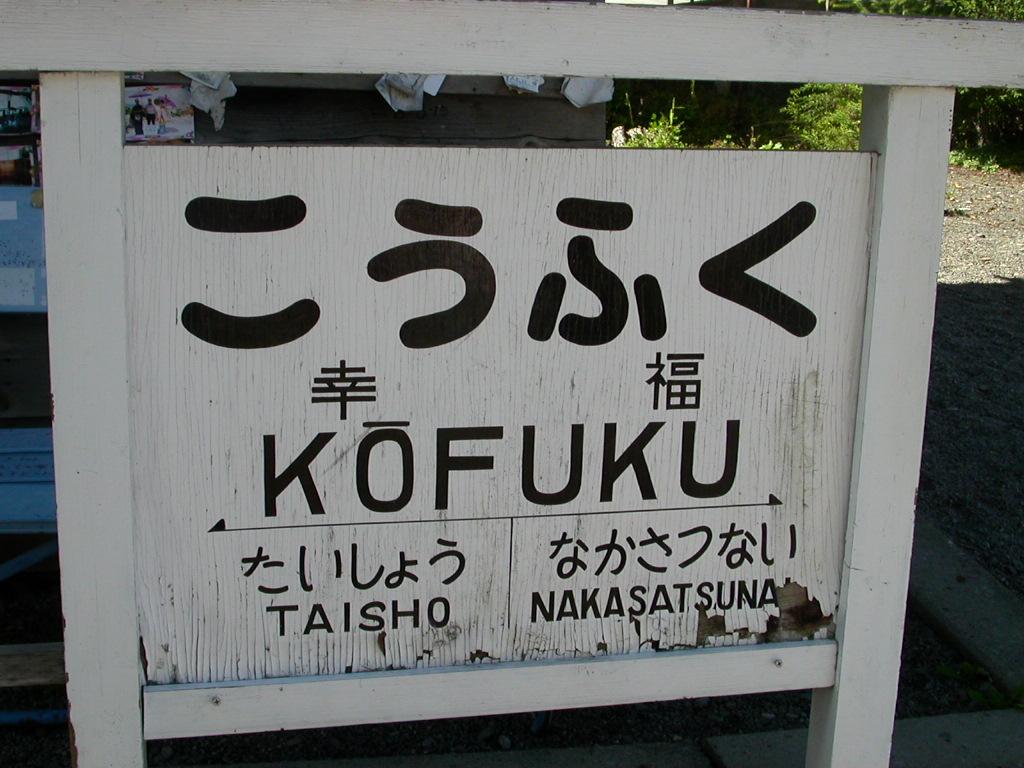 こうふく
幸 福
KŌFUKU
たいしょう なかさつない
TAISHO NAKASATSUNAI